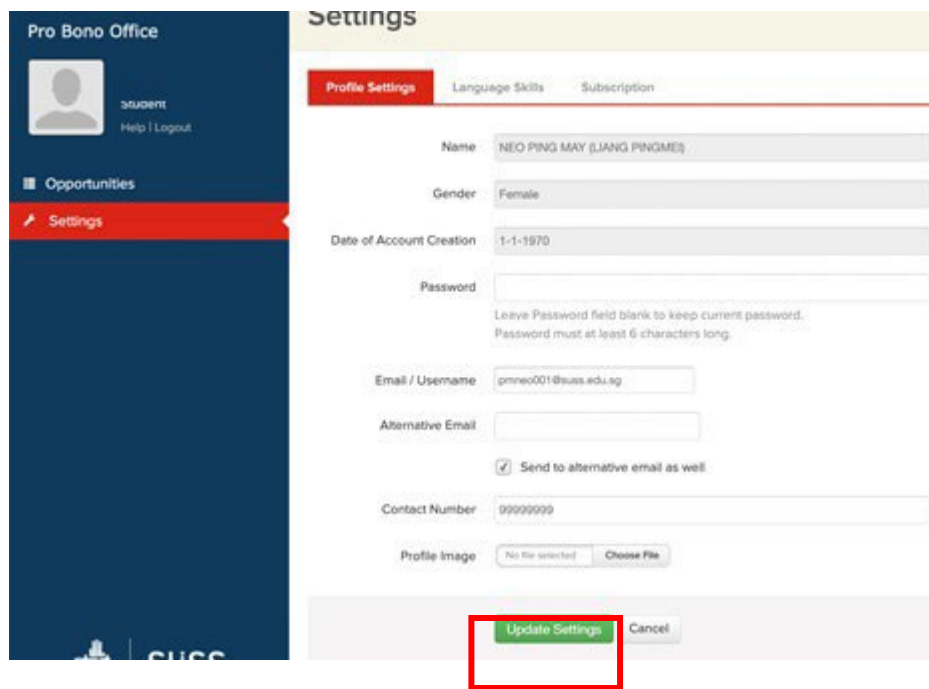 Settings
Pro Bono Office
Student
Help | Logout
Opportunities
Settings
Profile Settings
Language Skills
Subscription
Name
NEO PING MAY (LIANG PINGMEI)
Gender
Female
Date of Account Creation
1-1-1970
Password
Leave Password field blank to keep current password.
Password must at least 6 characters long.
Email / Username
pmneo001@suss.edu.sg
Alternative Email
Send to alternative email as well
Contact Number
99999999
Profile Image
No file selected
Choose File
Update Settings
Cancel